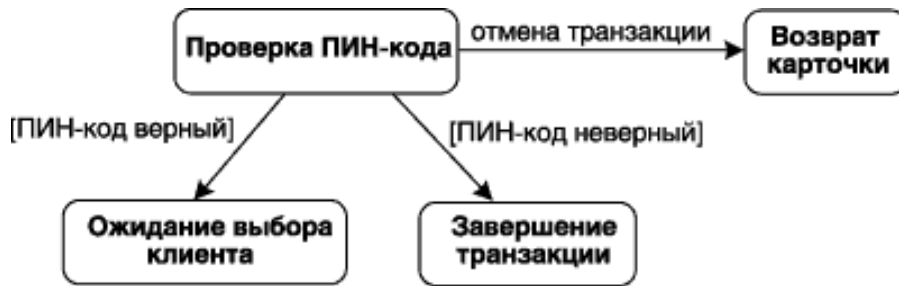 Проверка ПИН-кода
отмена транзакции
Возврат
карточки
[ПИН-код верный]
[ПИН-код неверный]
Ожидание выбора
клиента
Завершение
транзакции